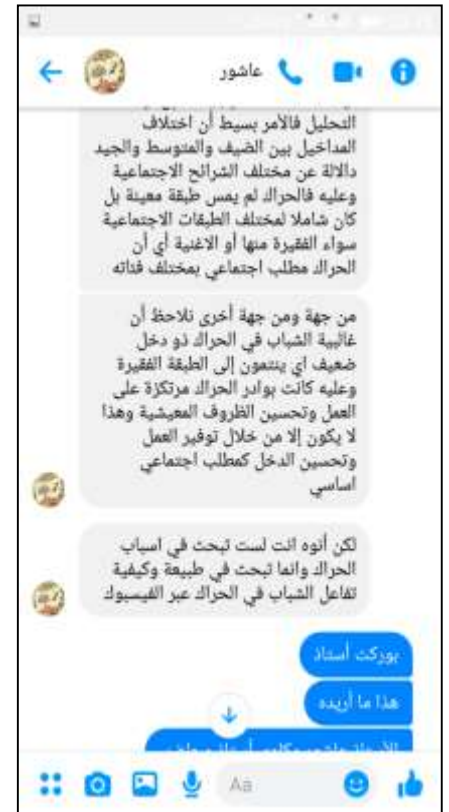 عاشور
التحليل فالأمر بسيط أن اختلاف
المداخيل بين الضيف والمتوسط والجيد
دالالة عن مختلف الشرائح الاجتماعية
وعليه فالحراك لم يمس طبقة معينة بل
كان شاملا لمختلف الطبقات الاجتماعية
سواء الفقيرة منها أو الاغنية أي أن
الحراك مطلب اجتماعي بمختلف فئاته
من جهة ومن جهة أخرى نلاحظ أن
غالبية الشباب في الحراك ذو دخل
ضعيف اي ينتمون إلى الطبقة الفقيرة
وعليه كانت بوادر الحراك مرتكزة على
العمل وتحسين الظروف المعيشية وهذا
لا يكون إلا من خلال توفير العمل
وتحسين الدخل كمطلب اجتماعي
اساسي
لكن أنوه انت لست تبحث في اسباب
الحراك وانما تبحث في طبيعة وكيفية
تفاعل الشباب في الحراك عبر الفيسبوك
بوركت أستاذ
هذا ما أريده
Aa